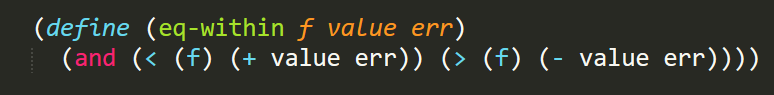 (define (eq-within f value err)
(and (< (f) (+ value err)) (> (f) (- value err))))